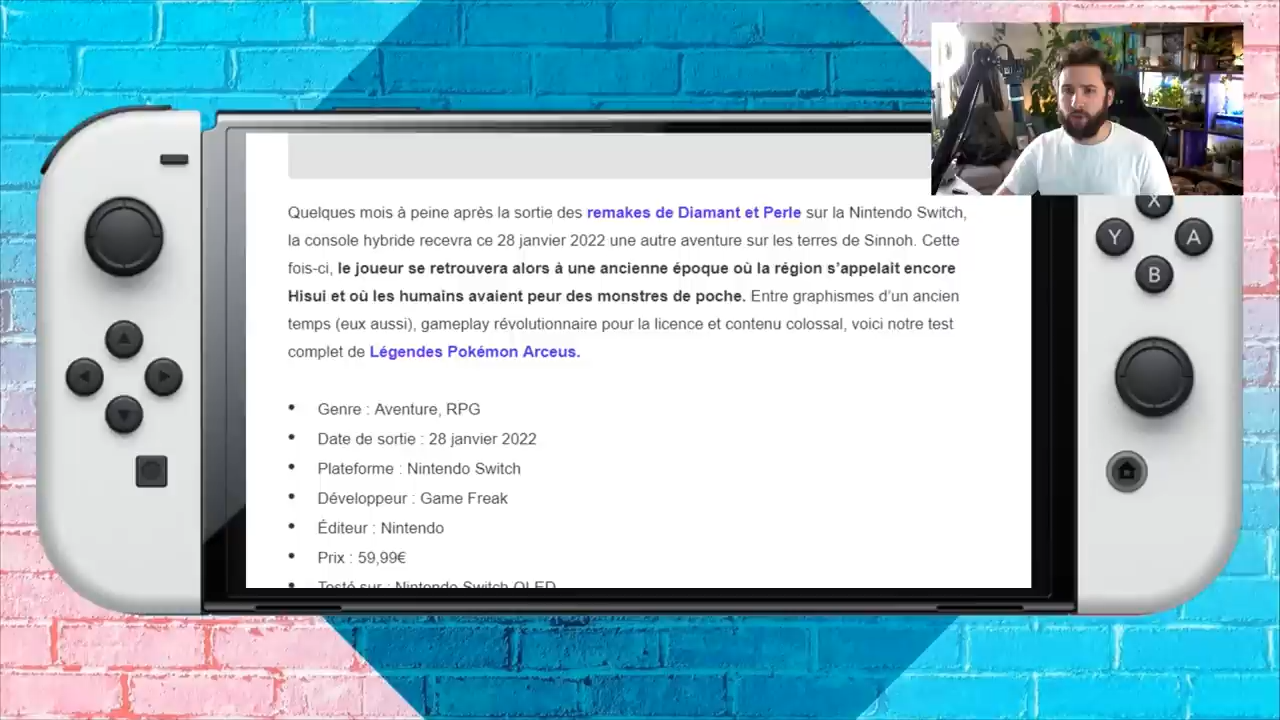 Quelques mois à peine après la sortie des remakes de Diamant et Perle sur la Nintendo Switch,
la console hybride recevra ce 28 janvier 2022 une autre aventure sur les terres de Sinnoh. Cette
fois-ci, le joueur se retrouvera alors à une ancienne époque où la région s’appelait encore
Hisui et où les humains avaient peur des monstres de poche. Entre graphismes d’un ancien
temps (eux aussi), gameplay révolutionnaire pour la licence et contenu colossal, voici notre test
complet de Légendes Pokémon Arceus.
• Genre : Aventure, RPG
• Date de sortie : 28 janvier 2022
• Plateforme : Nintendo Switch
• Développeur : Game Freak
• Éditeur : Nintendo
• Prix : 59,99€
• Testé sur : Nintendo Switch OLED
X
Y
A
B